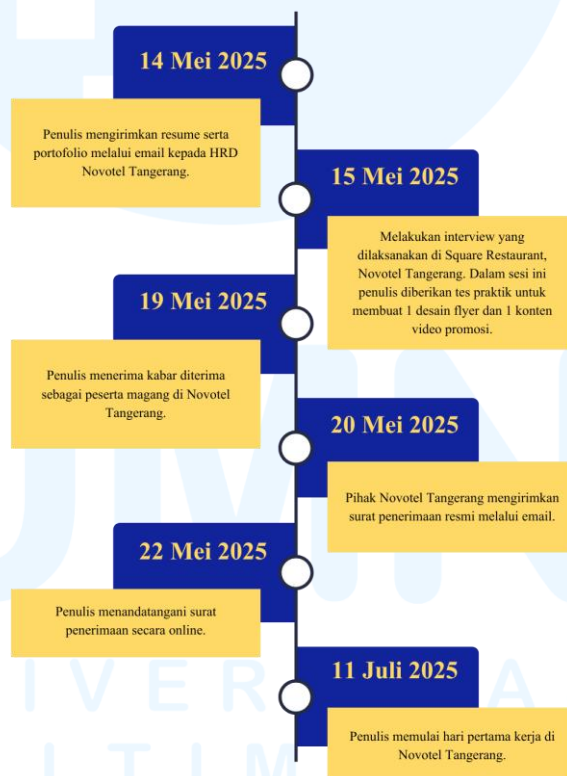 14 Mei 2025
Penulis mengirimkan resume serta
portofolio melalui email kepada HRD
Novotel Tangerang.
15 Mei 2025
Melakukan interview yang
dilaksanakan di Square Restaurant,
Novotel Tangerang. Dalam sesi ini
penulis diberikan tes praktik untuk
membuat 1 desain flyer dan 1 konten
video promosi.
19 Mei 2025
Penulis menerima kabar diterima
sebagai peserta magang di Novotel
Tangerang.
20 Mei 2025
Pihak Novotel Tangerang mengirimkan
surat penerimaan resmi melalui email.
22 Mei 2025
Penulis menandatangani surat
penerimaan secara online.
11 Juli 2025
Penulis memulai hari pertama kerja di
Novotel Tangerang.